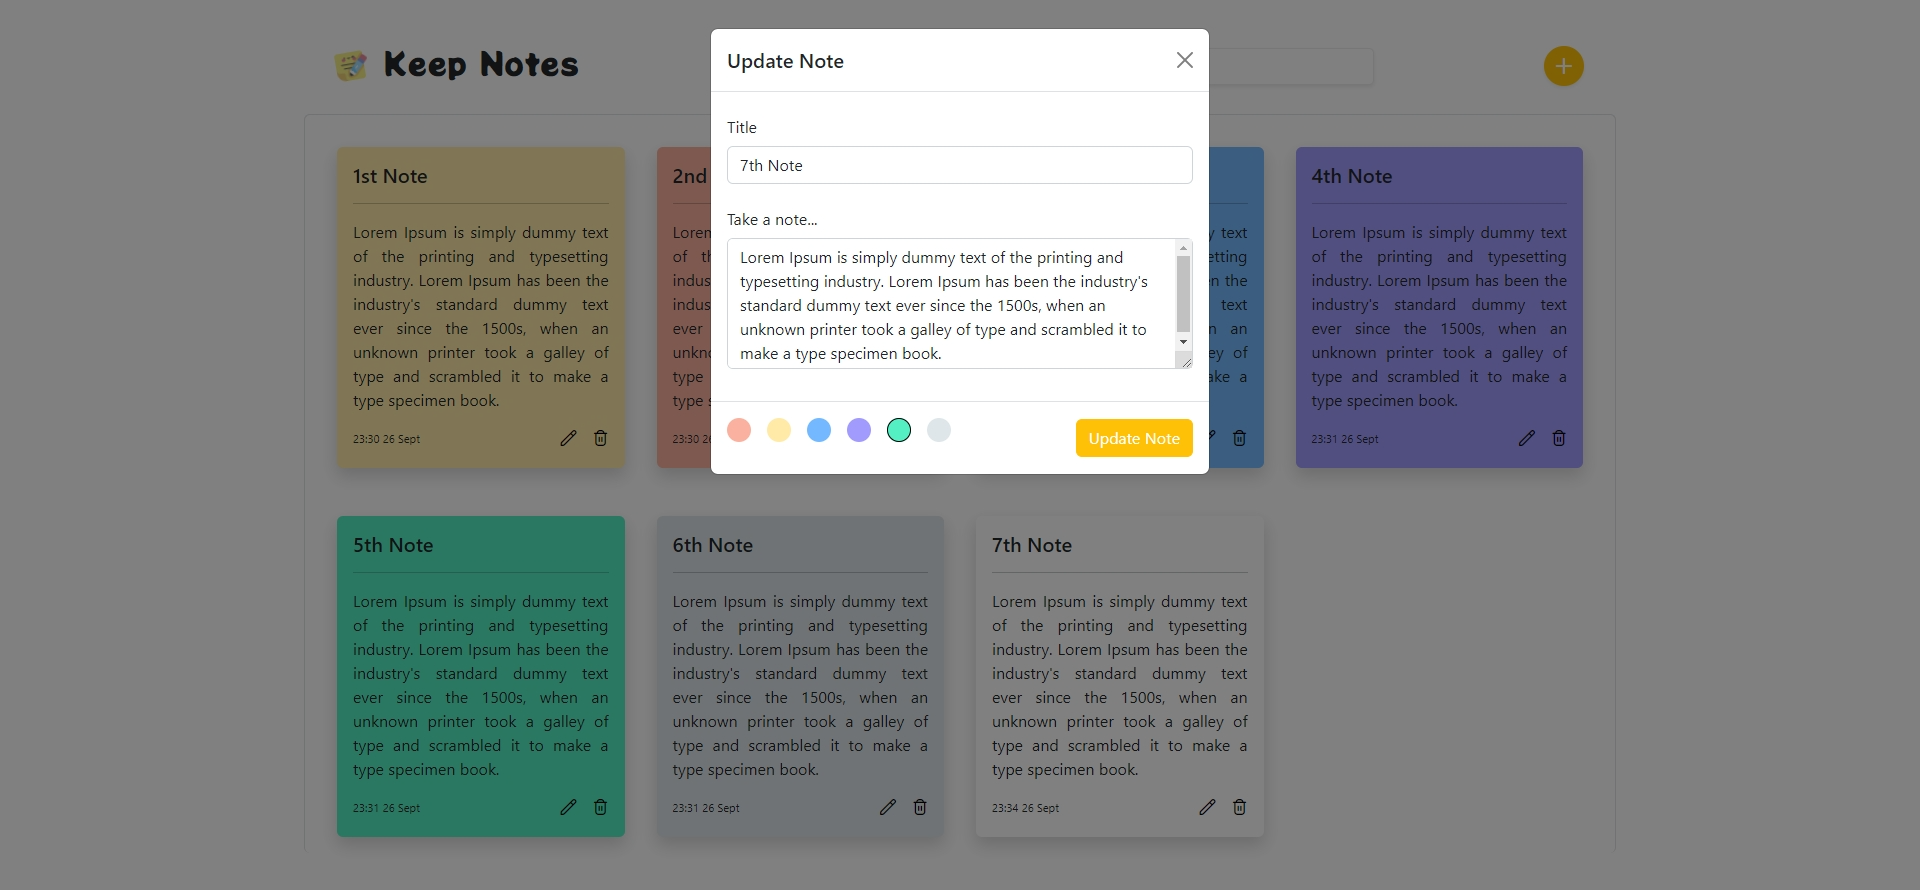 Keep Notes
Update Note
Title
7th Note
Take a note...
Lorem Ipsum is simply dummy text of the printing and
typesetting industry. Lorem Ipsum has been the industry's
standard dummy text ever since the 1500s, when an
unknown printer took a galley of type and scrambled it to
make a type specimen book.
Update Note
1st Note
Lorem Ipsum is simply dummy text
of the printing and typesetting
industry. Lorem Ipsum has been the
industry's standard dummy text
ever since the 1500s, when an
unknown printer took a galley of
type and scrambled it to make a
type specimen book.
23:30 26 Sept
2nd
of
ever
type
23:30
text
the
text
an
of
a
4th Note
Lorem Ipsum is simply dummy text
of the printing and typesetting
industry. Lorem Ipsum has been the
industry's standard dummy text
ever since the 1500s, when an
unknown printer took a galley of
type and scrambled it to make a
type specimen book.
23:31 26 Sept
5th Note
Lorem Ipsum is simply dummy text
of the printing and typesetting
industry. Lorem Ipsum has been the
industry's standard dummy text
ever since the 1500s, when an
unknown printer took a galley of
type and scrambled it to make a
type specimen book.
23:31 26 Sept
6th Note
Lorem Ipsum is simply dummy text
of the printing and typesetting
industry. Lorem Ipsum has been the
industry's standard dummy text
ever since the 1500s, when an
unknown printer took a galley of
type and scrambled it to make a
type specimen book.
23:31 26 Sept
7th Note
Lorem Ipsum is simply dummy text
of the printing and typesetting
industry. Lorem Ipsum has been the
industry's standard dummy text
ever since the 1500s, when an
unknown printer took a galley of
type and scrambled it to make a
type specimen book.
23:34 26 Sept